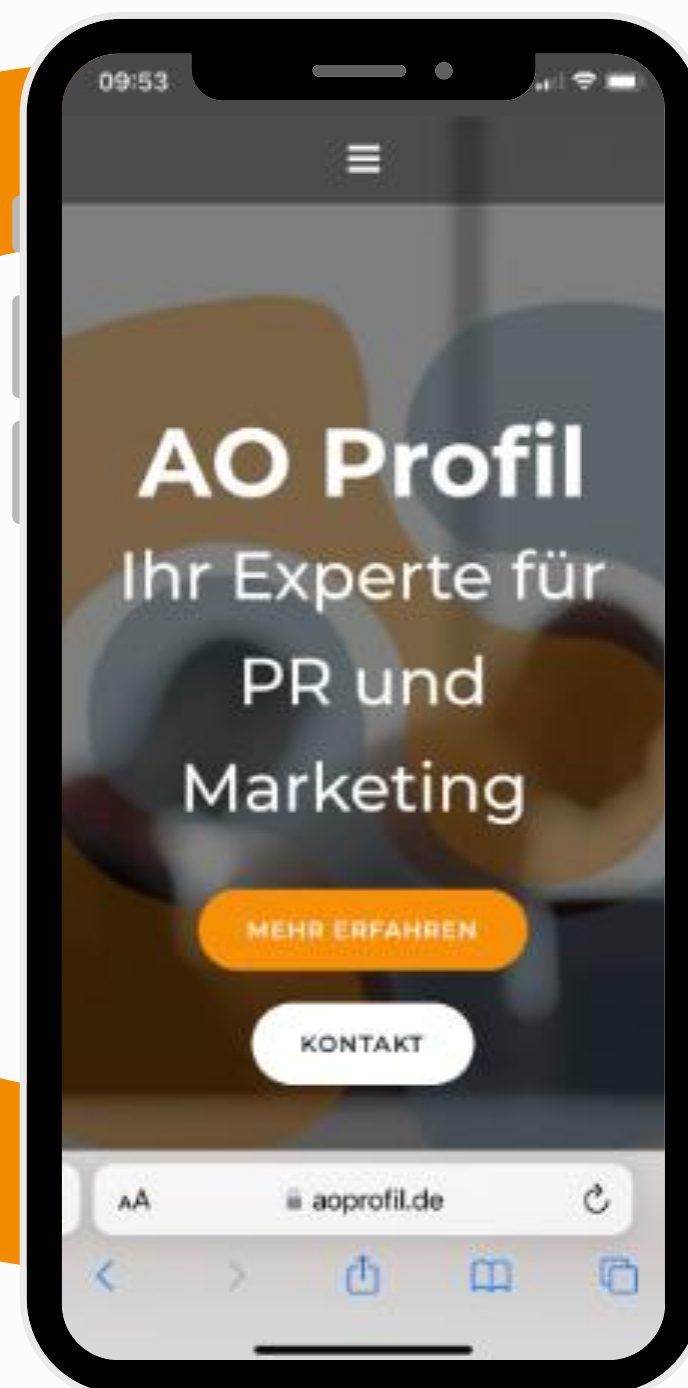 09:53
AO Profil
Ihr Experte für
PR und
Marketing
MEHR ERFAHREN
KONTAKT
AA
aoprofil.de